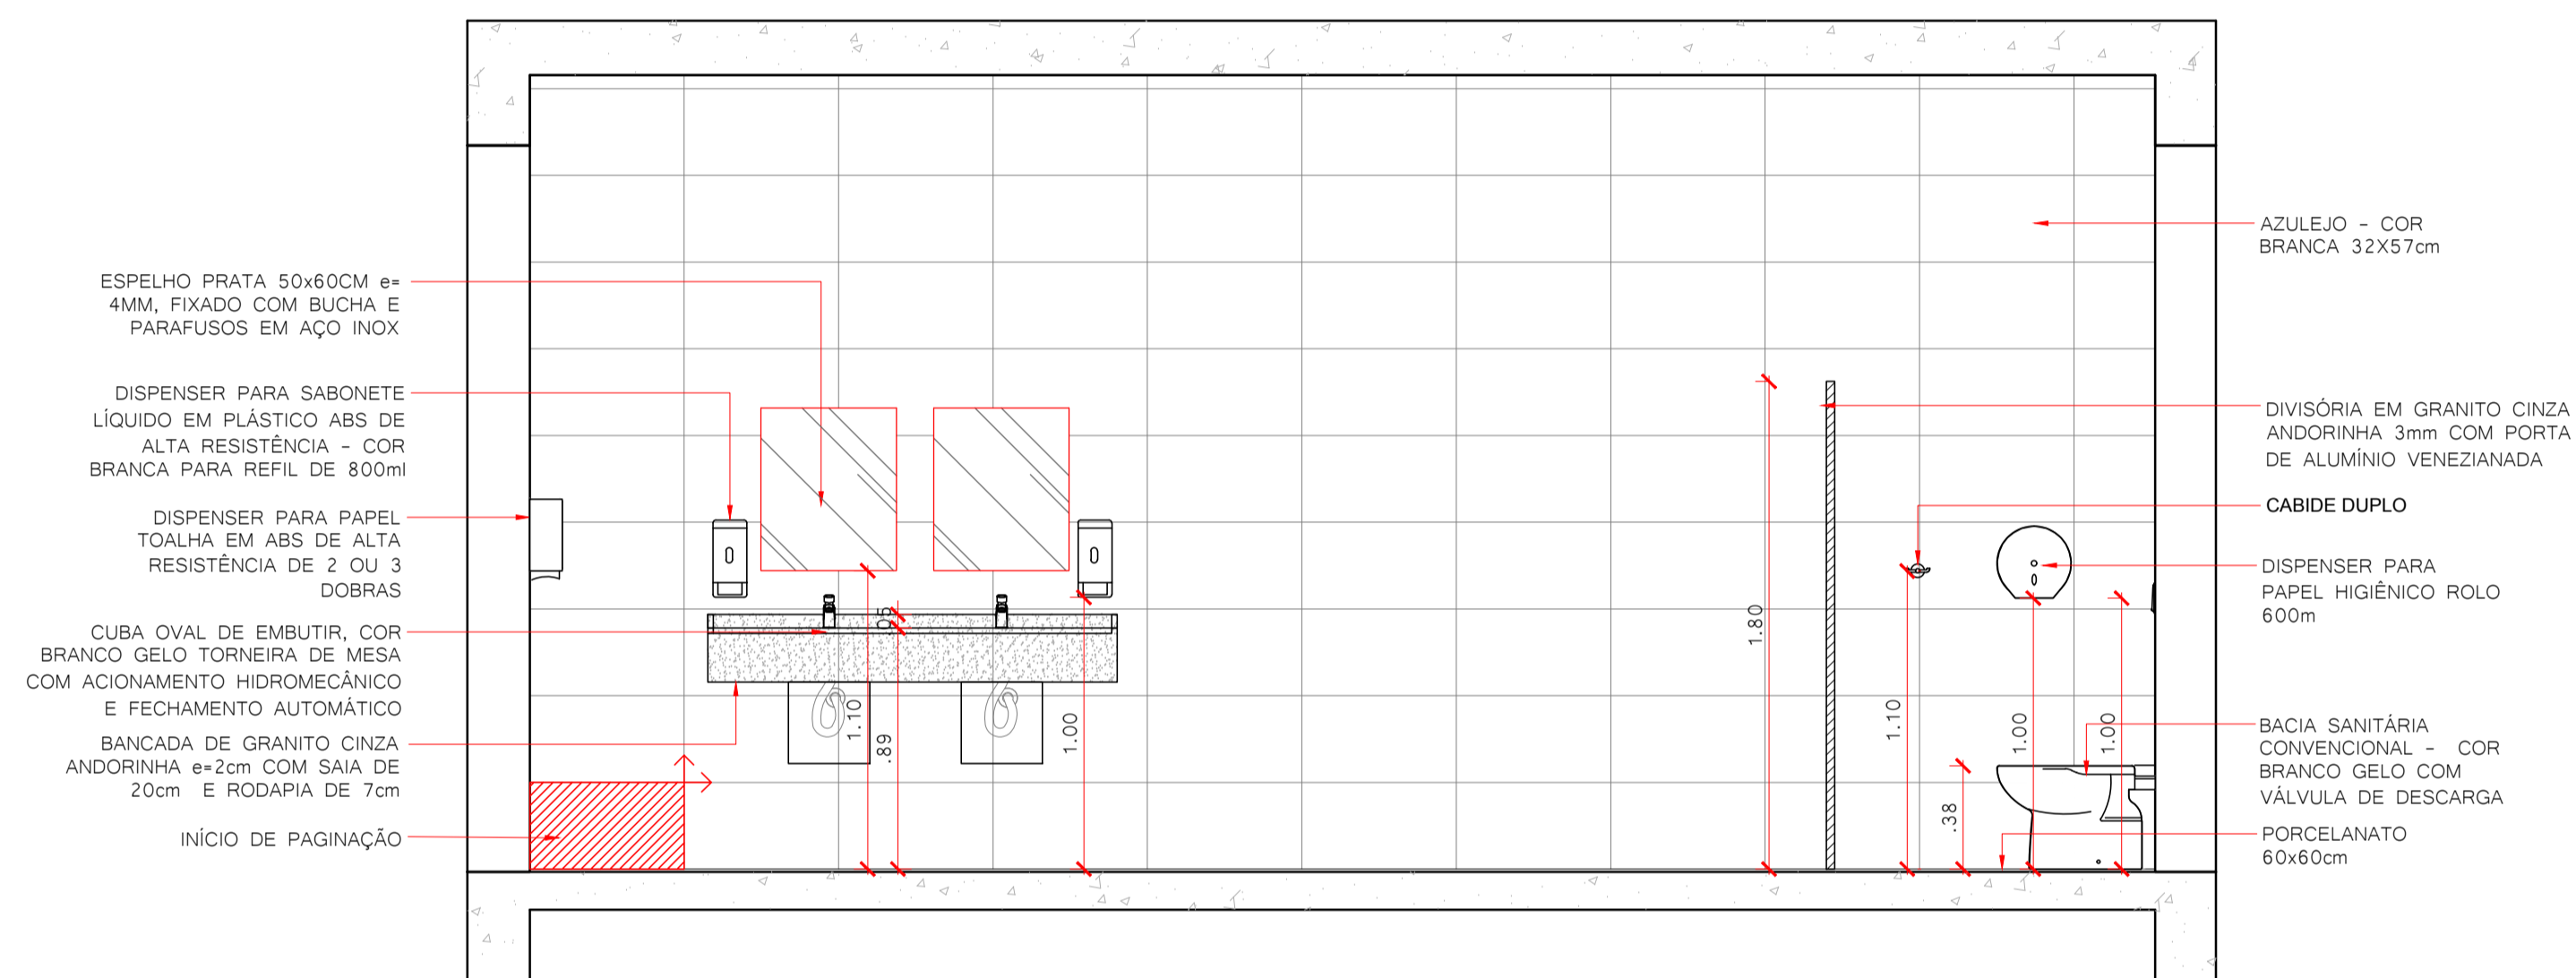 ESPELHO PRATA 50x60CM e=
4MM, FIXADO COM BUCHA E
PARAFUSOS EM AÇO INOX
DISPENSER PARA SABONETE
LÍQUIDO EM PLÁSTICO ABS DE
ALTA RESISTÊNCIA - COR
BRANCA PARA REFIL DE 800ml
DISPENSER PARA PAPEL
TOALHA EM ABS DE ALTA
RESISTÊNCIA DE 2 OU 3
DOBRAS
CUBA OVAL DE EMBUTIR, COR
BRANCO GELO TORNEIRA DE MESA
COM ACIONAMENTO HIDROMECÂNICO
E FECHAMENTO AUTOMÁTICO
BANCADA DE GRANITO CINZA
ANDORINHA e=2cm COM SAIA DE
20cm E RODAPIA DE 7cm
INÍCIO DE PAGINAÇÃO
1.10
.89
.05
1.00
1.80
1.10
.38
1.00
1.00
AZULEJO - COR
BRANCA 32X57cm
DIVISÓRIA EM GRANITO CINZA
ANDORINHA 3mm COM PORTA
DE ALUMÍNIO VENEZIANADA
CABIDE DUPLO
DISPENSER PARA
PAPEL HIGIÊNICO ROLO
600m
BACIA SANITÁRIA
CONVENCIONAL - COR
BRANCO GELO COM
VÁLVULA DE DESCARGA
PORCELANATO
60x60cm